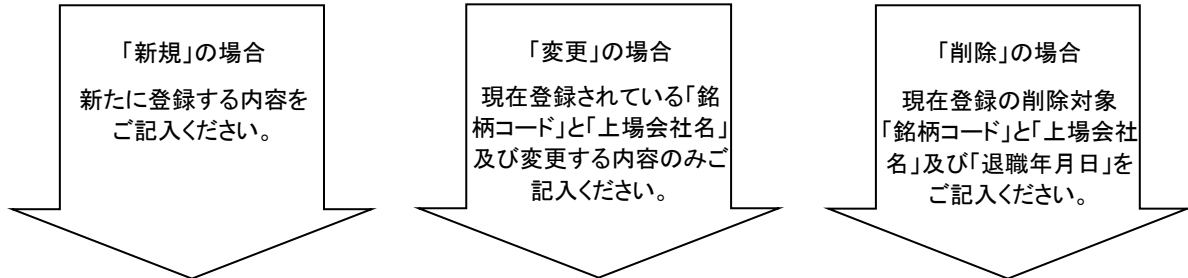 「新規」の場合
新たに登録する内容を
ご記入ください。
「変更」の場合
現在登録されている「銘
柄コード」と「上場会社名」
及び変更する内容のみご
記入ください。
「削除」の場合
現在登録の削除対象
「銘柄コード」と「上場会社
名」及び「退職年月日」を
ご記入ください。